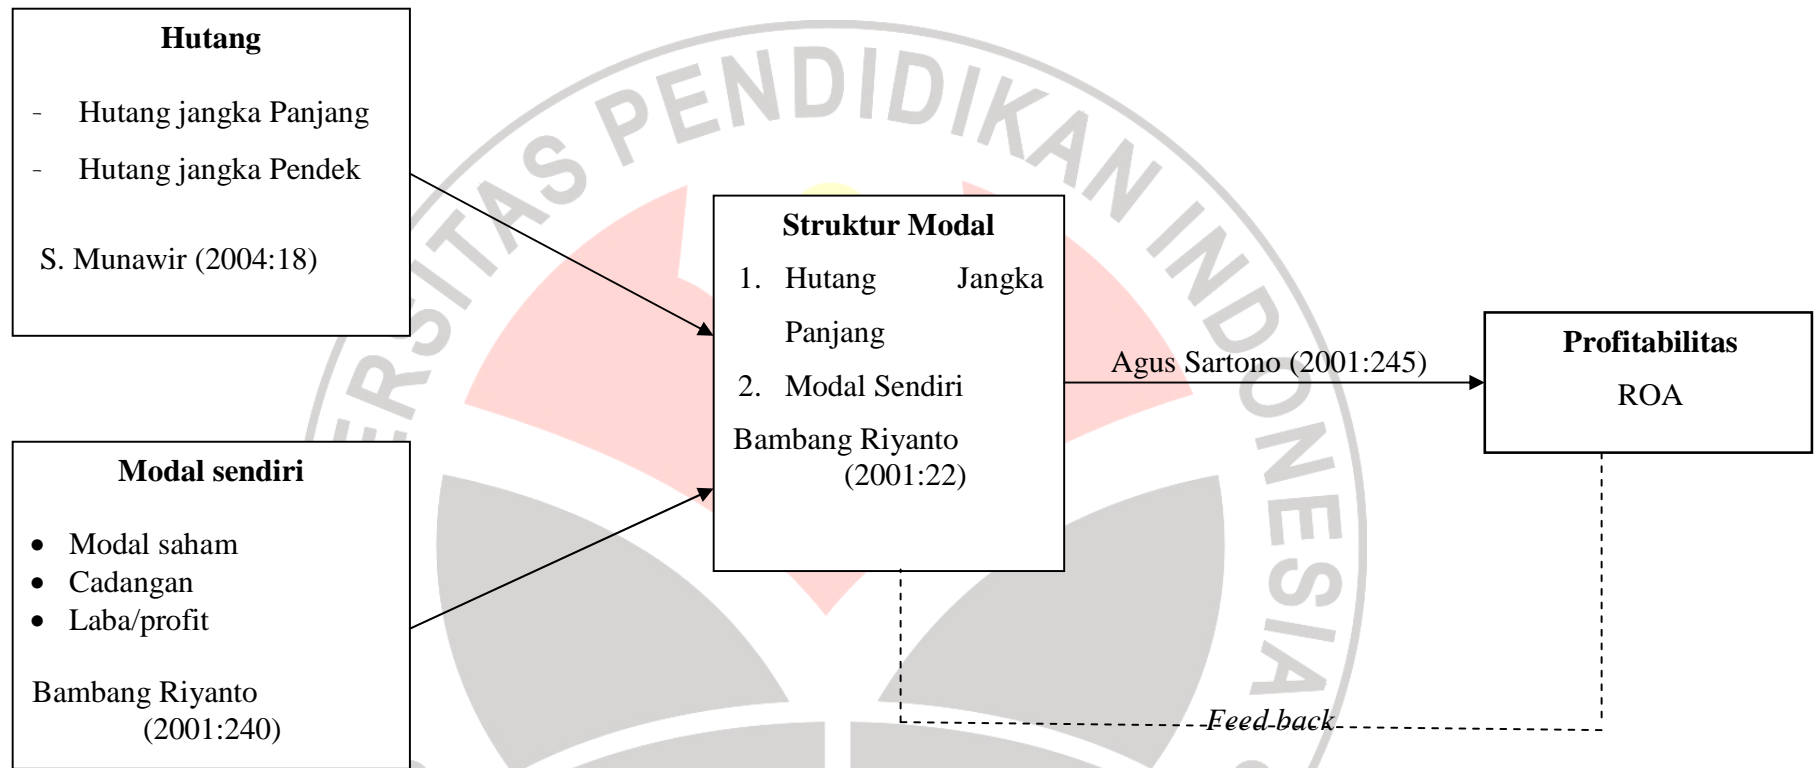 Hutang
- Hutang jangka Panjang
- Hutang jangka Pendek
S. Munawir (2004:18)
Modal sendiri
• Modal saham
• Cadangan
• Laba/profit
Bambang Riyanto
(2001:240)
Struktur Modal
1. Hutang Jangka
Panjang
2. Modal Sendiri
Bambang Riyanto
(2001:22)
Agus Sartono (2001:245)
Profitabilitas
ROA
Feed back
PENDIDIKAN INDONESIA